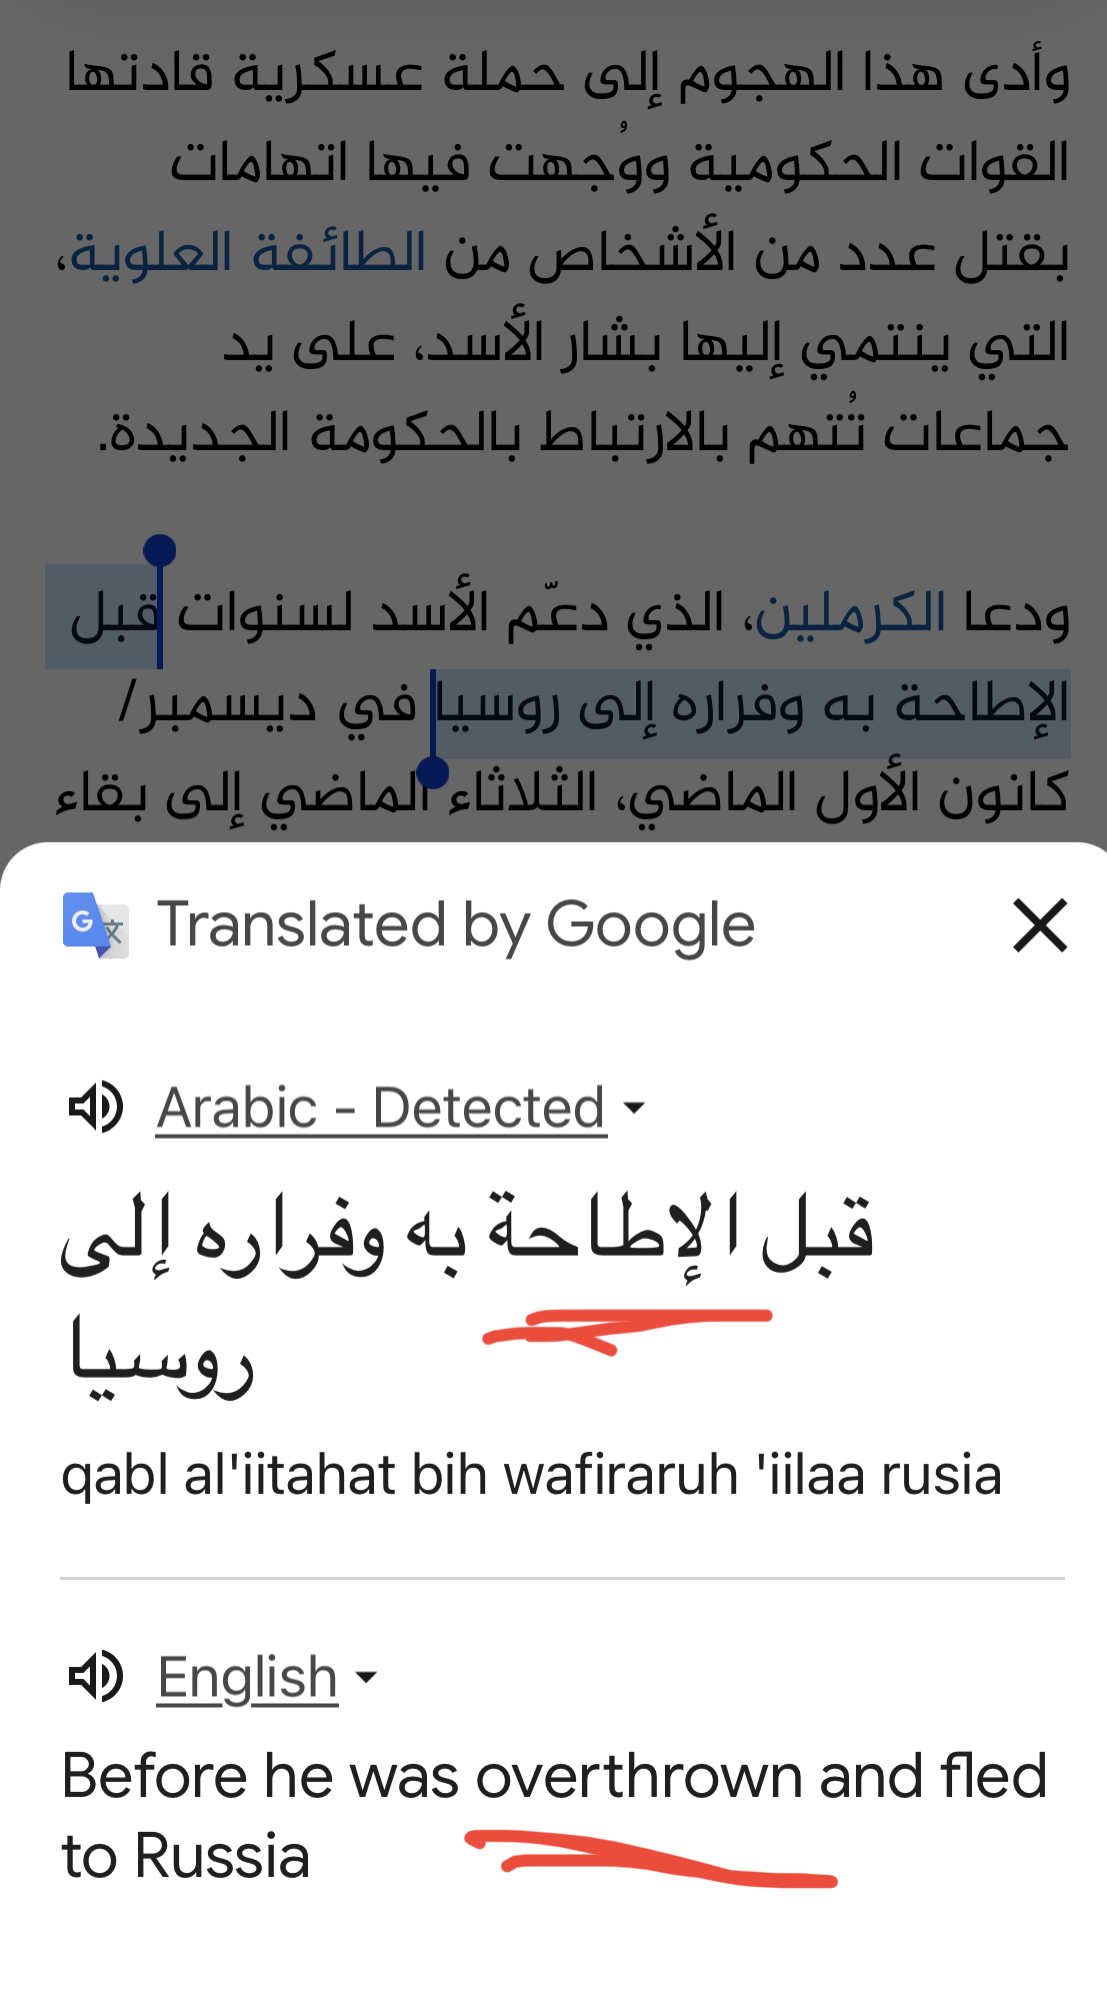 وأدى هذا الهجوم إلى حملة عسكرية قادتها
القوات الحكومية ووُجهت فيها اتهامات
بقتل عدد من الأشخاص من الطائفة العلوية،
التي ينتمي إليها بشار الأسد، على يد
جماعات تُتهم بالارتباط بالحكومة الجديدة.
ودعا الكرملين، الذي دعّم الأسد لسنوات قبل
الإطاحة به وفراره إلى روسيا في ديسمبر/
كانون الأول الماضي، الثلاثاء الماضي إلى بقاء
Translated by Google
Arabic - Detected
قبل الإطاحة به وفراره إلى
روسيا
qabl al'iitahat bih wafiraruh 'iilaa rusia
English
Before he was overthrown and fled
to Russia